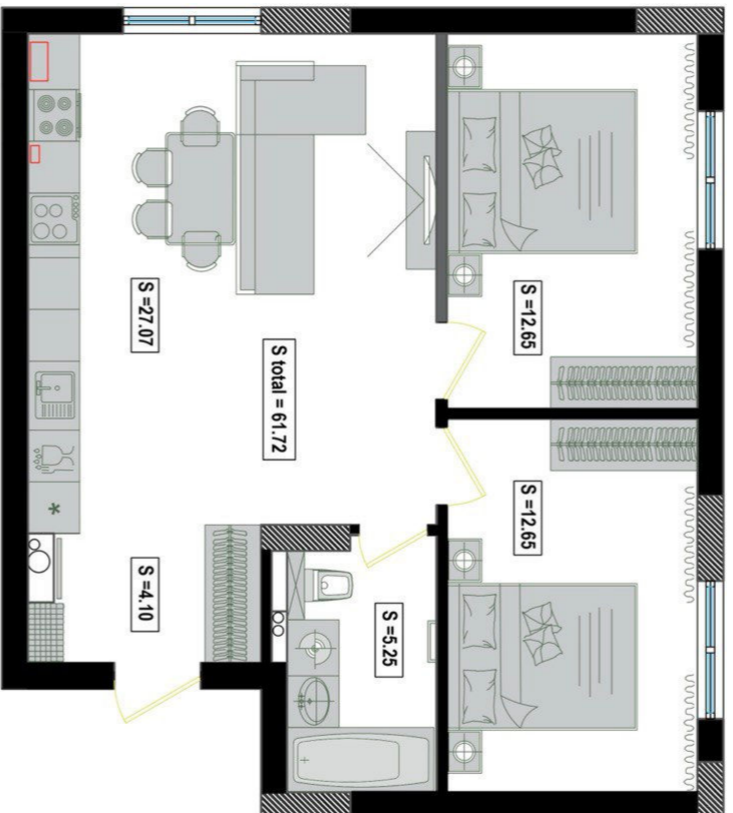 S =27.07
S total = 61.72
S =12.65
S =12.65
S =4.10
S =5.25